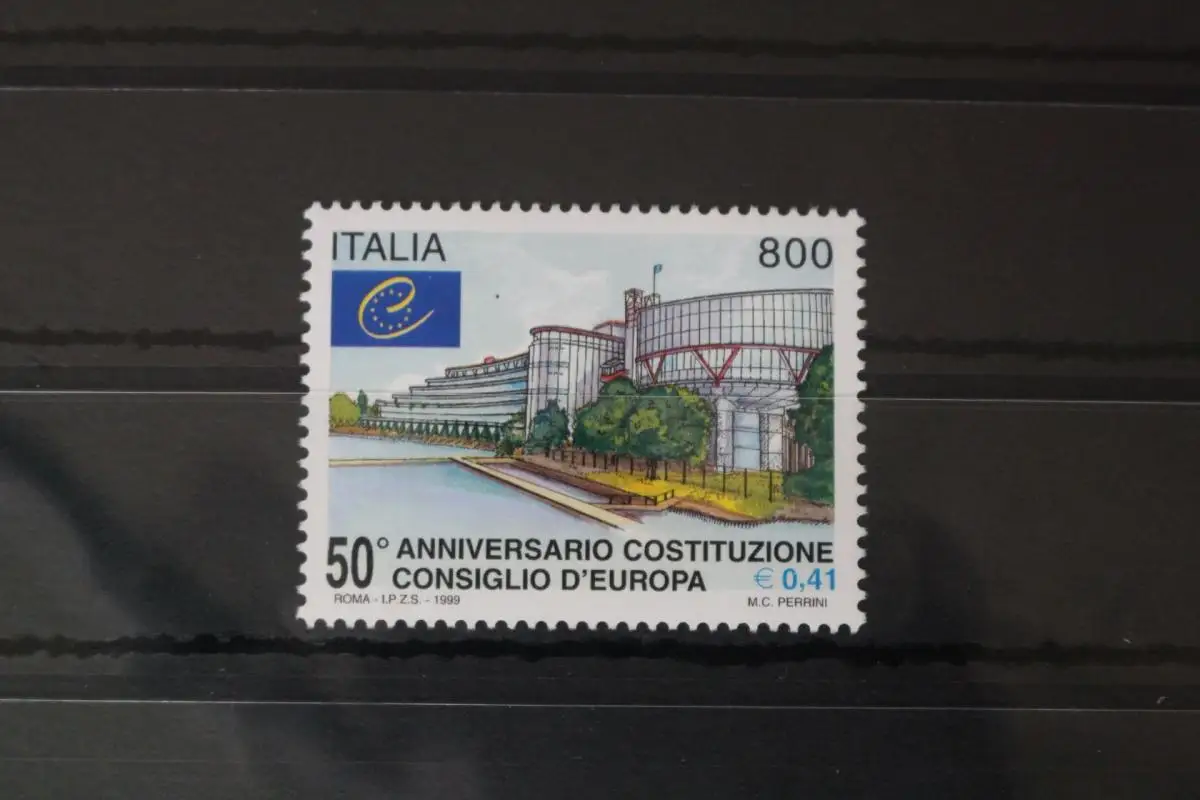 ITALIA 800
50° ANNIVERSARIO COSTITUZIONE
CONSIGLIO D'EUROPA € 0,41
ROMA - I.P.Z.S. - 1999 M.C. PERRINI